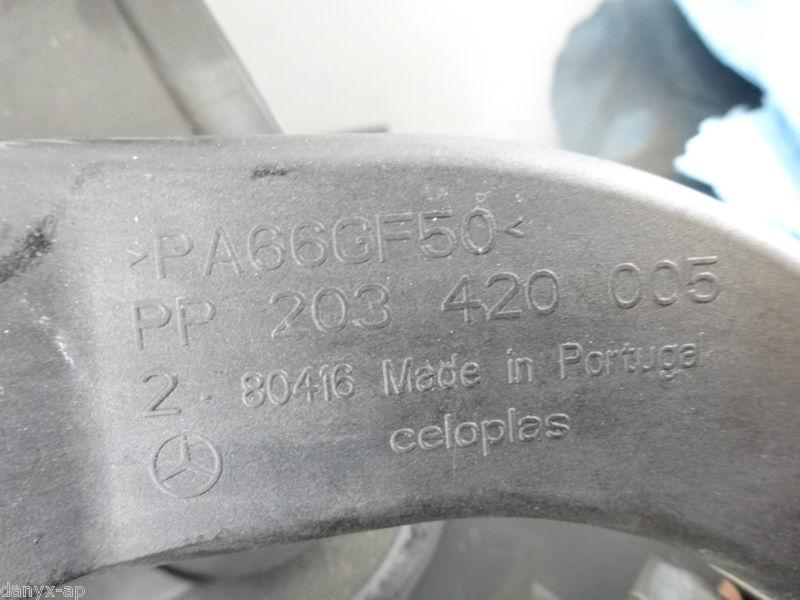 >PA66GF50<
PP 203 420 005
2 - 80416 Made in Portugal
celoplas
danyx-ap